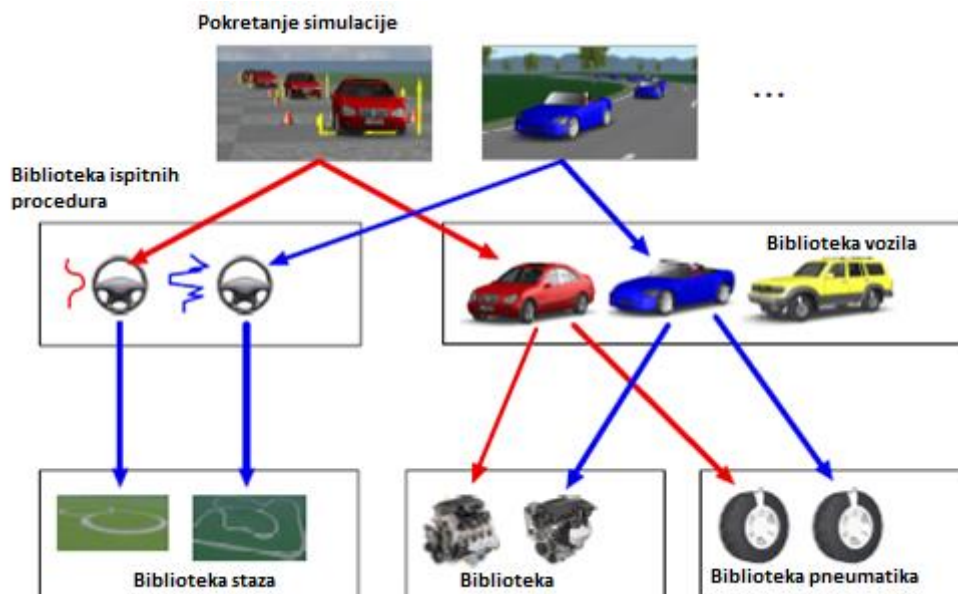 Pokretanje simulacije
...
Biblioteka ispitnih
procedura
Biblioteka vozila
Biblioteka staza
Biblioteka
Biblioteka pneumatika